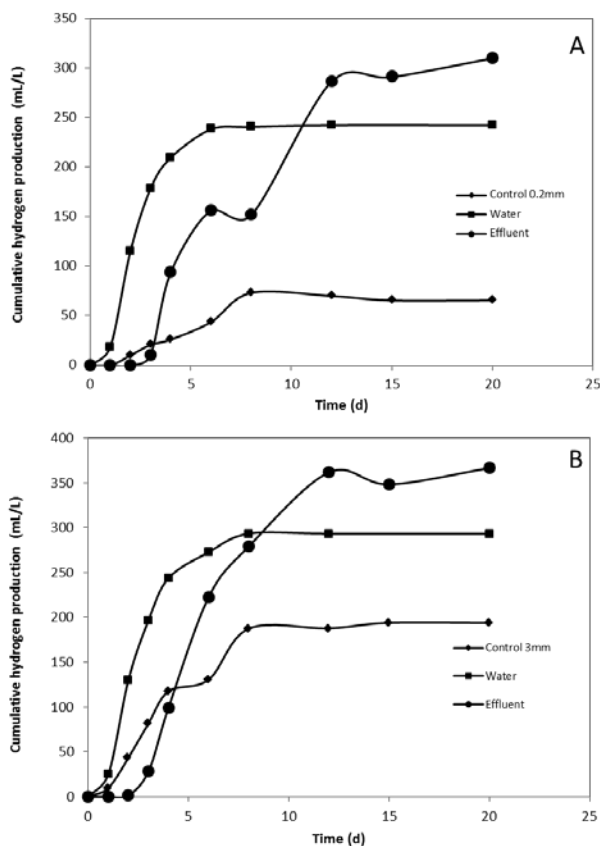 A
Cumulative hydrogen production (mL/L)
350
300
250
200
150
100
50
0
Control 0.2mm
Water
Effluent
0 5 10 15 20 25
Time (d)
B
Cumulative hydrogen production (mL/L)
400
350
300
250
200
150
100
50
0
Control 3mm
Water
Effluent
0 5 10 15 20 25
Time (d)